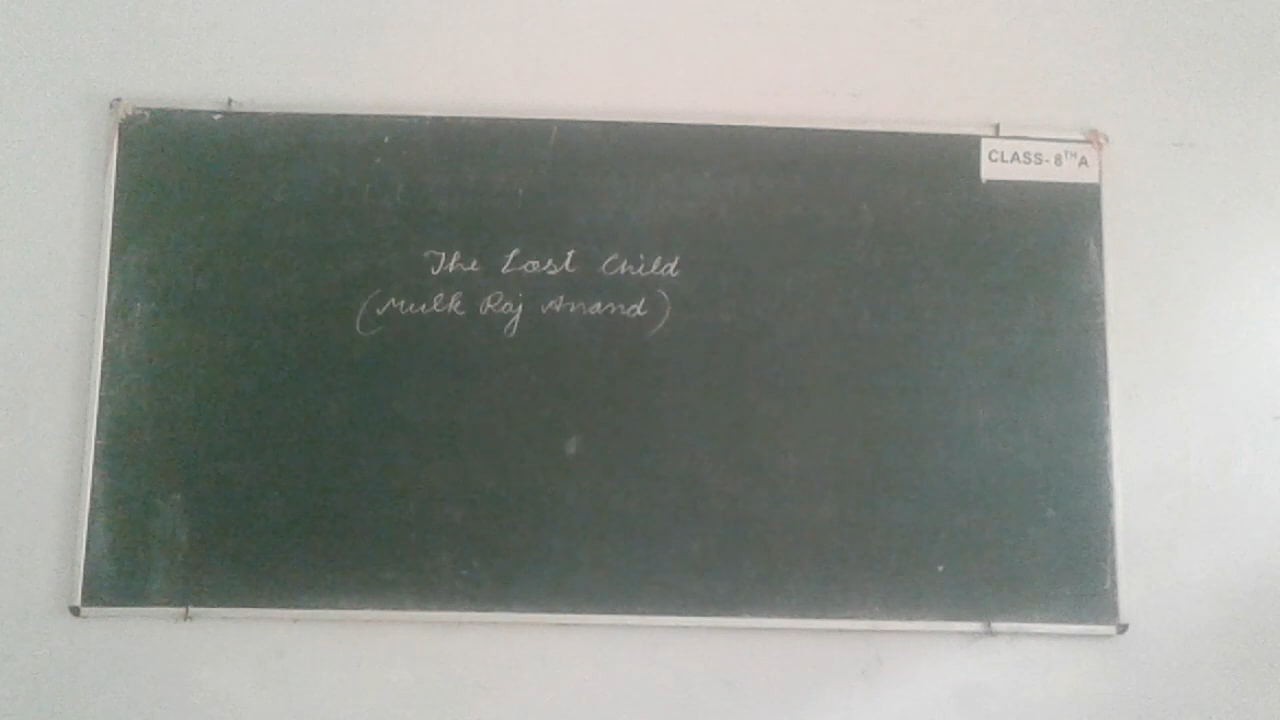 CLASS- 8TH A
The Lost Child
(Mulk Raj Anand)